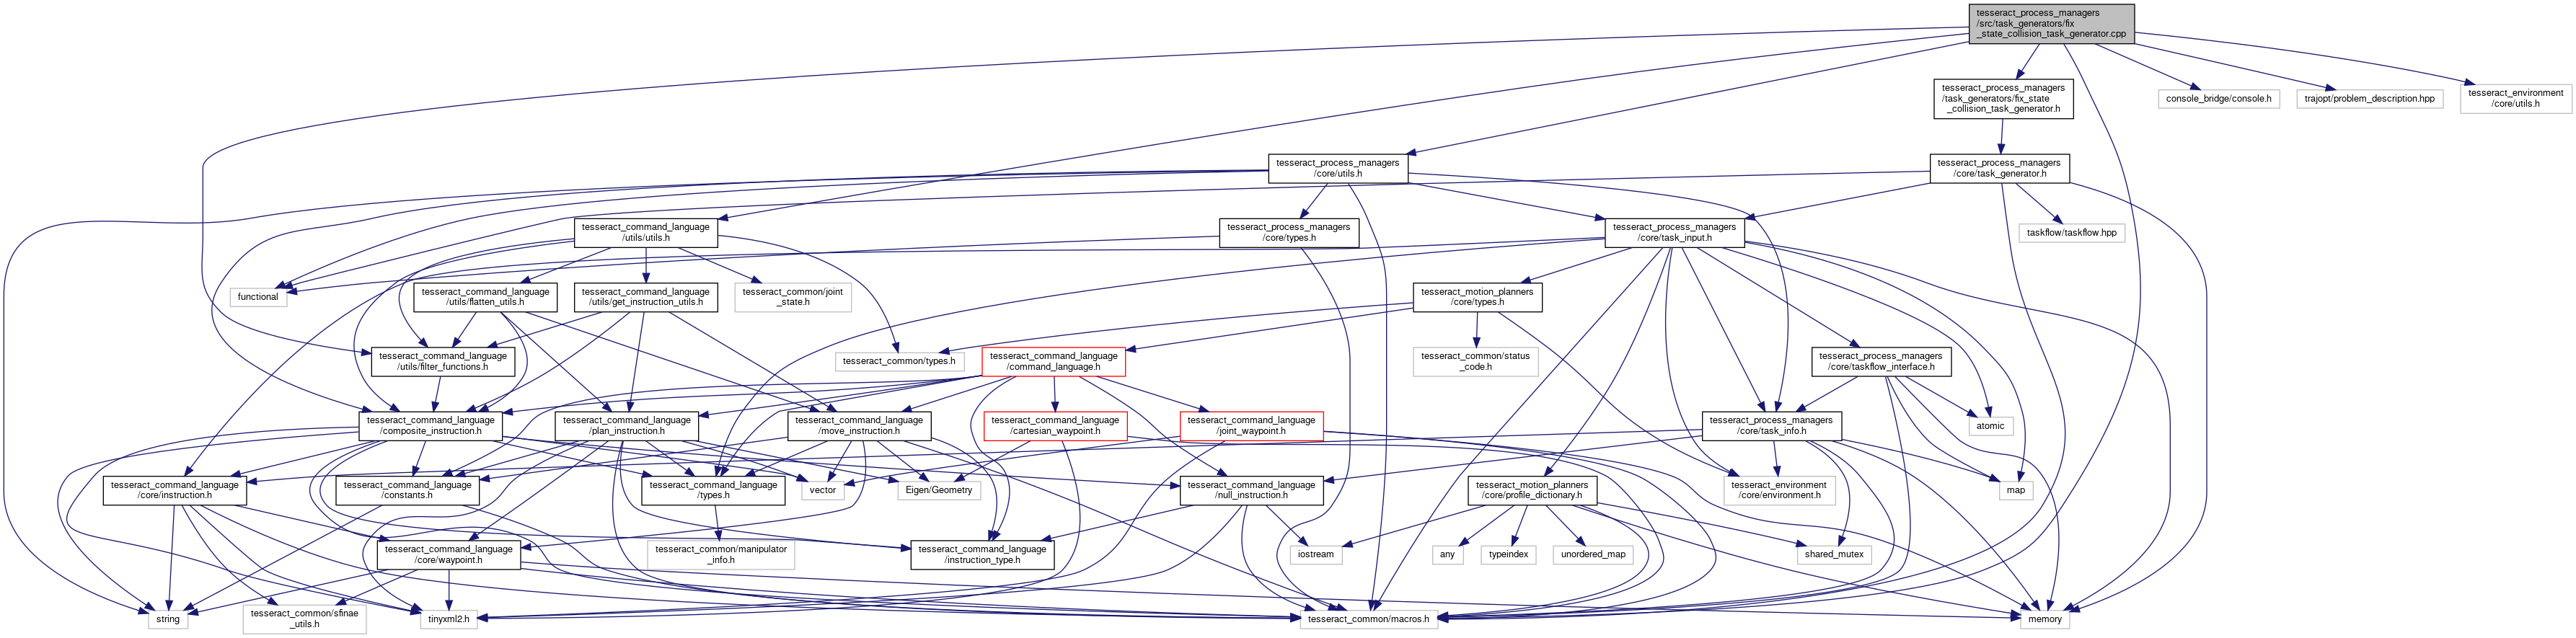 tesseract_process_managers
/src/task_generators/fix
_state_collision_task_generator.cpp
tesseract_process_managers
/task_generators/fix_state
_collision_task_generator.h
console_bridge/console.h
trajopt/problem_description.hpp
tesseract_environment
/core/utils.h
tesseract_process_managers
/core/utils.h
tesseract_process_managers
/core/task_generator.h
tesseract_command_language
/utils/utils.h
tesseract_process_managers
/core/types.h
tesseract_process_managers
/core/task_input.h
taskflow/taskflow.hpp
functional
tesseract_command_language
/utils/flatten_utils.h
tesseract_command_language
/utils/get_instruction_utils.h
tesseract_common/joint
_state.h
tesseract_motion_planners
/core/types.h
tesseract_command_language
/utils/filter_functions.h
tesseract_common/types.h
tesseract_command_language
/command_language.h
tesseract_common/status
_code.h
tesseract_process_managers
/core/taskflow_interface.h
tesseract_command_language
/composite_instruction.h
tesseract_command_language
/plan_instruction.h
tesseract_command_language
/move_instruction.h
tesseract_command_language
/cartesian_waypoint.h
tesseract_command_language
/joint_waypoint.h
tesseract_process_managers
/core/task_info.h
atomic
tesseract_command_language
/core/instruction.h
tesseract_command_language
/constants.h
tesseract_command_language
/types.h
vector
Eigen/Geometry
tesseract_command_language
/null_instruction.h
tesseract_motion_planners
/core/profile_dictionary.h
tesseract_environment
/core/environment.h
map
tesseract_command_language
/core/waypoint.h
tesseract_common/manipulator
_info.h
tesseract_command_language
/instruction_type.h
iostream
any
typeindex
unordered_map
shared_mutex
string
tesseract_common/sfinae
_utils.h
tinyxml2.h
tesseract_common/macros.h
memory